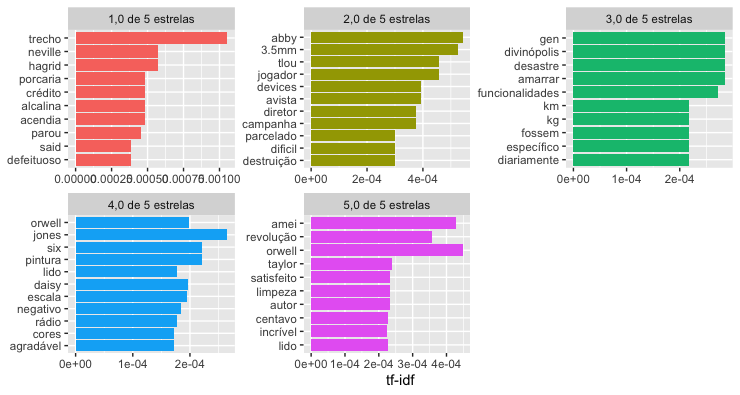 1,0 de 5 estrelas
trecho
neville
hagrid
porcaria
crédito
alcalina
acendia
parou
said
defeituoso
0.00000 0.00025 0.00050 0.00075 0.00100
2,0 de 5 estrelas
abby
3.5mm
tlou
jogador
devices
avista
diretor
campanha
parcelado
dificil
destruição
0e+00 2e-04 4e-04
3,0 de 5 estrelas
gen
divinópolis
desastre
amarrar
funcionalidades
km
kg
fossem
específico
diariamente
0e+00 1e-04 2e-04
4,0 de 5 estrelas
orwell
jones
six
pintura
lido
daisy
escala
negativo
rádio
cores
agradável
0e+00 1e-04 2e-04
5,0 de 5 estrelas
amei
revolução
orwell
taylor
satisfeito
limpeza
autor
centavo
incrível
lido
0e+00 1e-04 2e-04 3e-04 4e-04
tf-idf